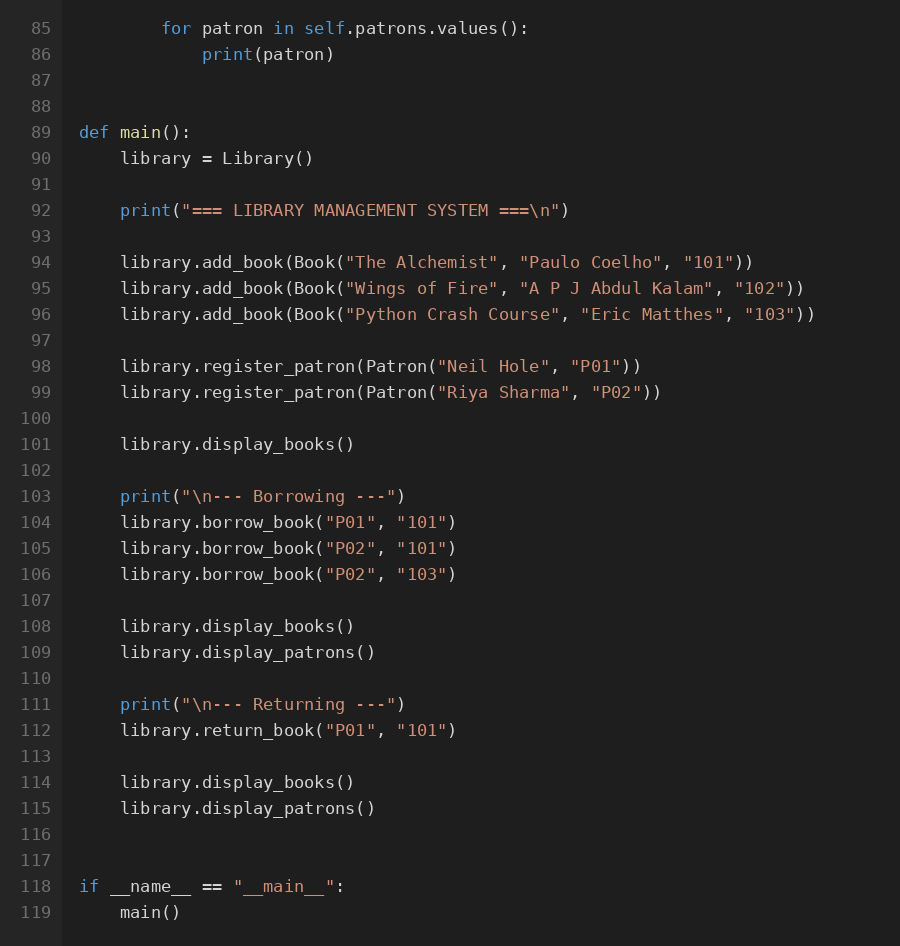 85         for patron in self.patrons.values():
86             print(patron)
87
88
89 def main():
90     library = Library()
91
92     print("=== LIBRARY MANAGEMENT SYSTEM ===\n")
93
94     library.add_book(Book("The Alchemist", "Paulo Coelho", "101"))
95     library.add_book(Book("Wings of Fire", "A P J Abdul Kalam", "102"))
96     library.add_book(Book("Python Crash Course", "Eric Matthes", "103"))
97
98     library.register_patron(Patron("Neil Hole", "P01"))
99     library.register_patron(Patron("Riya Sharma", "P02"))
100
101     library.display_books()
102
103     print("\n--- Borrowing ---")
104     library.borrow_book("P01", "101")
105     library.borrow_book("P02", "101")
106     library.borrow_book("P02", "103")
107
108     library.display_books()
109     library.display_patrons()
110
111     print("\n--- Returning ---")
112     library.return_book("P01", "101")
113
114     library.display_books()
115     library.display_patrons()
116
117
118 if __name__ == "__main__":
119     main()